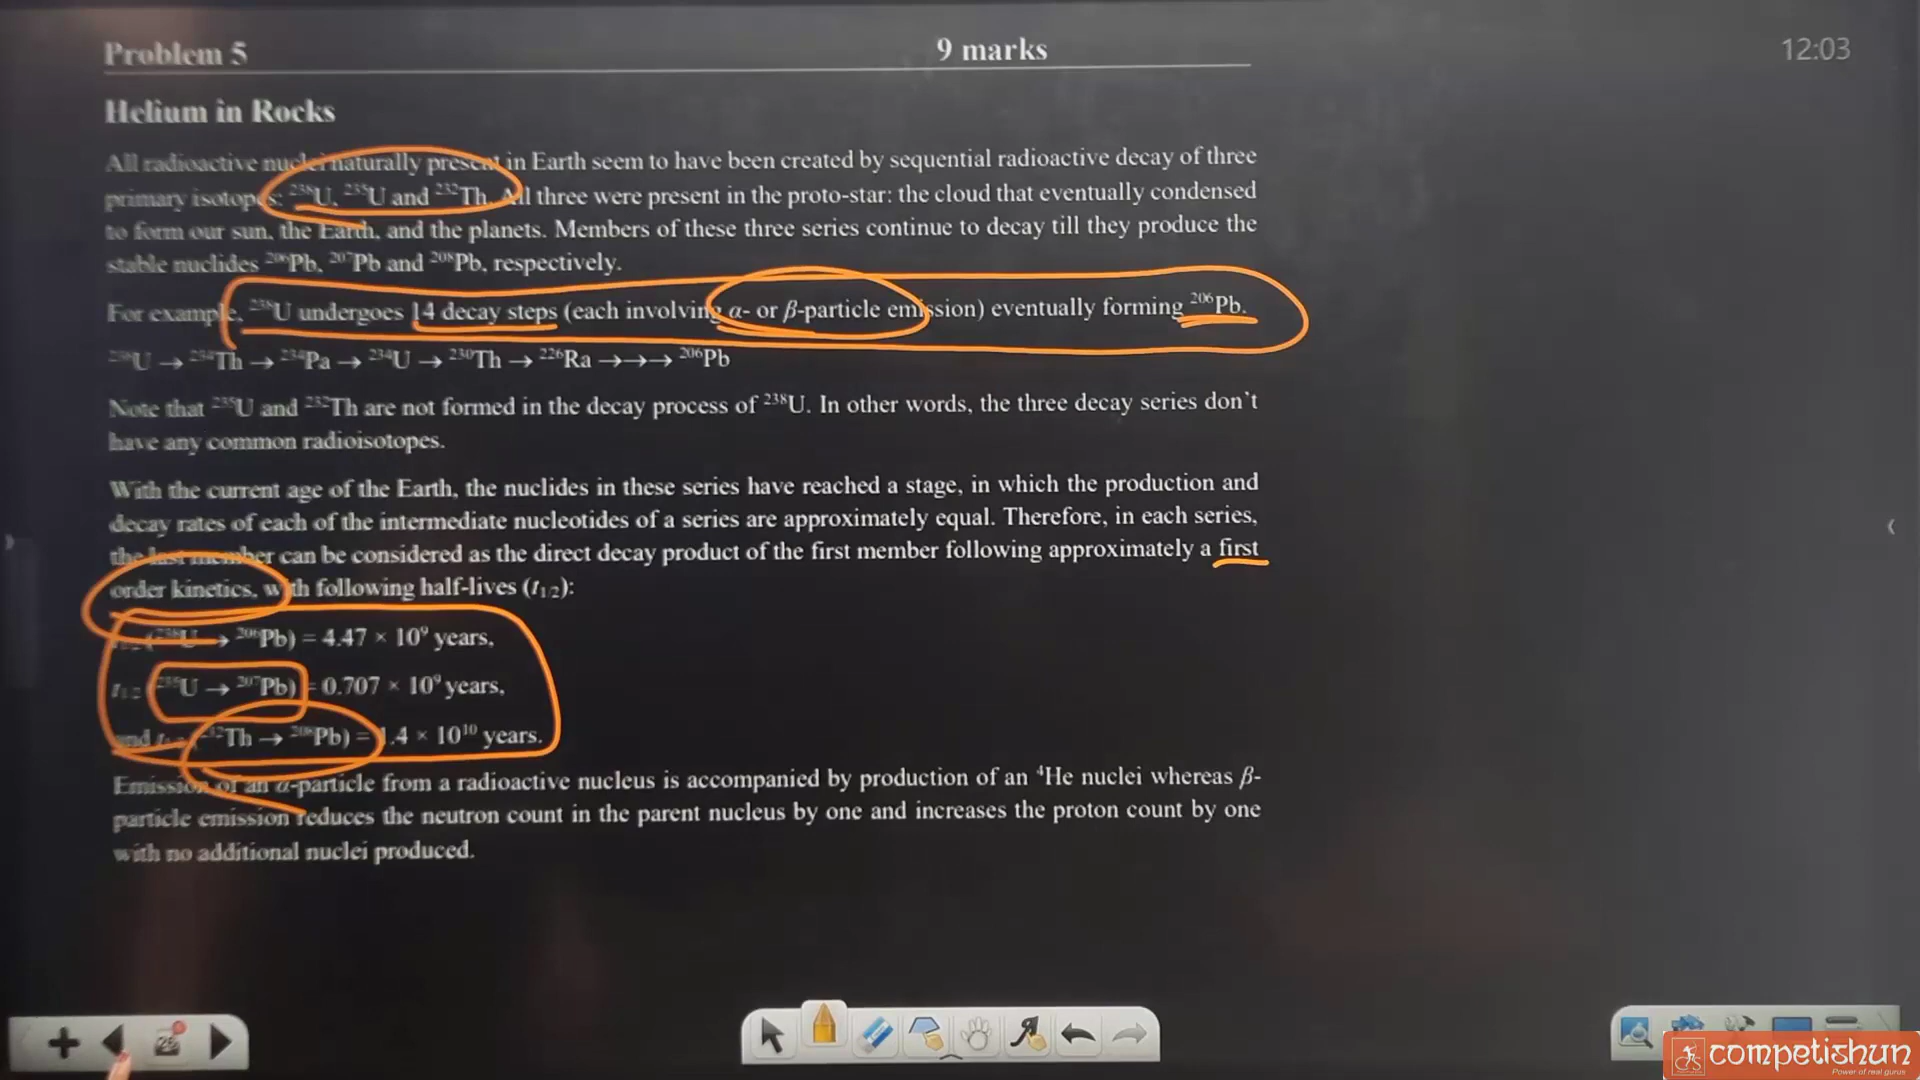 Problem 5 9 marks 12:03
Helium in Rocks
All radioactive nuclei naturally present in Earth seem to have been created by sequential radioactive decay of three
primary isotopes: ²³⁸U, ²³⁵U and ²³²Th. All three were present in the proto-star: the cloud that eventually condensed
to form our sun, the Earth, and the planets. Members of these three series continue to decay till they produce the
stable nuclides ²⁰⁶Pb, ²⁰⁷Pb and ²⁰⁸Pb, respectively.
For example, ²³⁸U undergoes 14 decay steps (each involving α- or β-particle emission) eventually forming ²⁰⁶Pb.
²³⁸U → ²³⁴Th → ²³⁴Pa → ²³⁴U → ²³⁰Th → ²²⁶Ra →→→ ²⁰⁶Pb
Note that ²³⁵U and ²³²Th are not formed in the decay process of ²³⁸U. In other words, the three decay series don't
have any common radioisotopes.
With the current age of the Earth, the nuclides in these series have reached a stage, in which the production and
decay rates of each of the intermediate nucleotides of a series are approximately equal. Therefore, in each series,
the last member can be considered as the direct decay product of the first member following approximately a first
order kinetics, with following half-lives (t₁/₂):
(²³⁸U → ²⁰⁶Pb) = 4.47 × 10⁹ years,
t₁/₂ (²³⁵U → ²⁰⁷Pb) = 0.707 × 10⁹ years,
and (²³²Th → ²⁰⁸Pb) = 1.4 × 10¹⁰ years.
Emission of an α-particle from a radioactive nucleus is accompanied by production of an ⁴He nuclei whereas β-
particle emission reduces the neutron count in the parent nucleus by one and increases the proton count by one
with no additional nuclei produced.
competishun
Power of real gurus